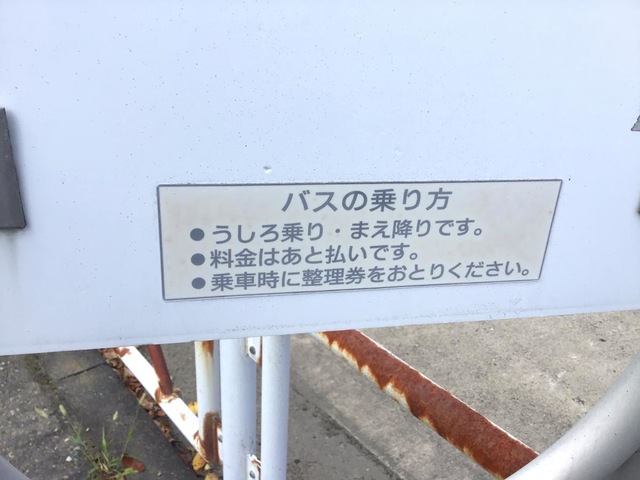 バスの乗り方
●うしろ乗り・まえ降りです。
●料金はあと払いです。
●乗車時に整理券をおとりください。